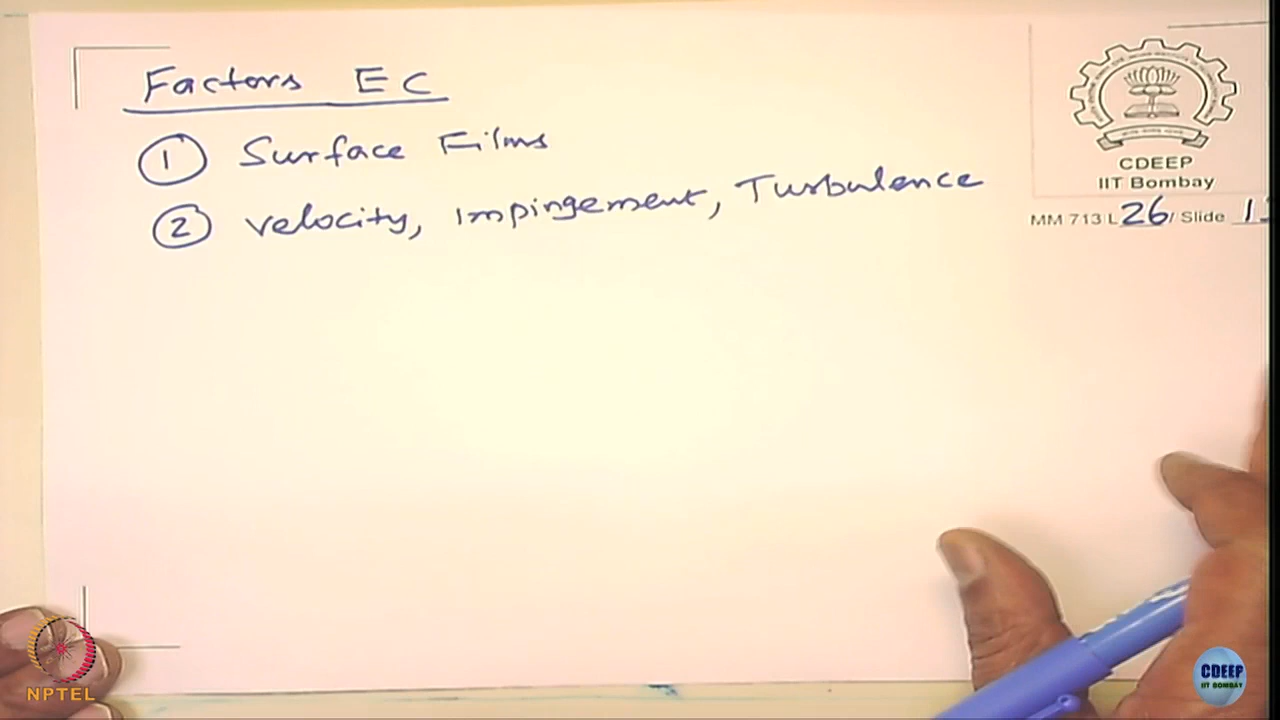 Factors EC
① Surface Films
② Velocity, Impingement, Turbulence
CDEEP
IIT Bombay
MM 713 L 26 / Slide
NPTEL
CDEEP
IIT BOMBAY